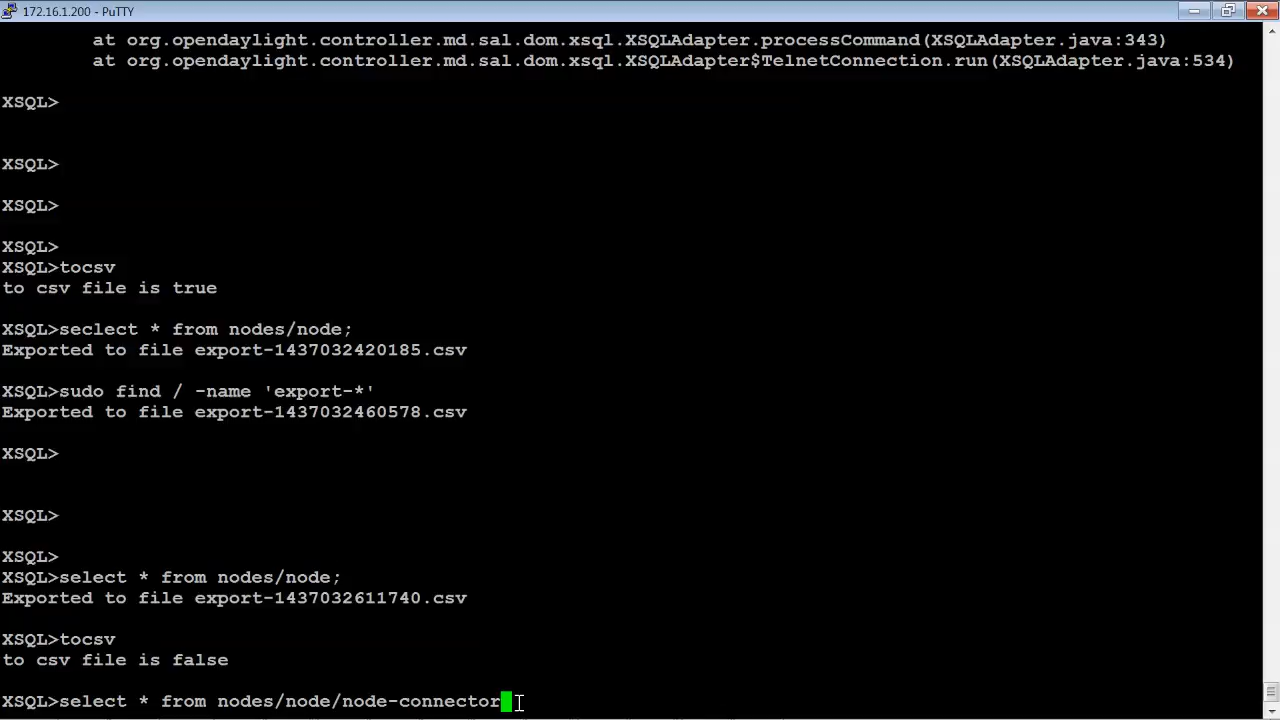 172.16.1.200 - PuTTY
at org.opendaylight.controller.md.sal.dom.xsql.XSQLAdapter.processCommand(XSQLAdapter.java:343)
at org.opendaylight.controller.md.sal.dom.xsql.XSQLAdapter$TelnetConnection.run(XSQLAdapter.java:534)
XSQL>
XSQL>
XSQL>
XSQL>
XSQL>tocsv
to csv file is true
XSQL>seclect * from nodes/node;
Exported to file export-1437032420185.csv
XSQL>sudo find / -name 'export-*'
Exported to file export-1437032460578.csv
XSQL>
XSQL>
XSQL>
XSQL>select * from nodes/node;
Exported to file export-1437032611740.csv
XSQL>tocsv
to csv file is false
XSQL>select * from nodes/node/node-connector